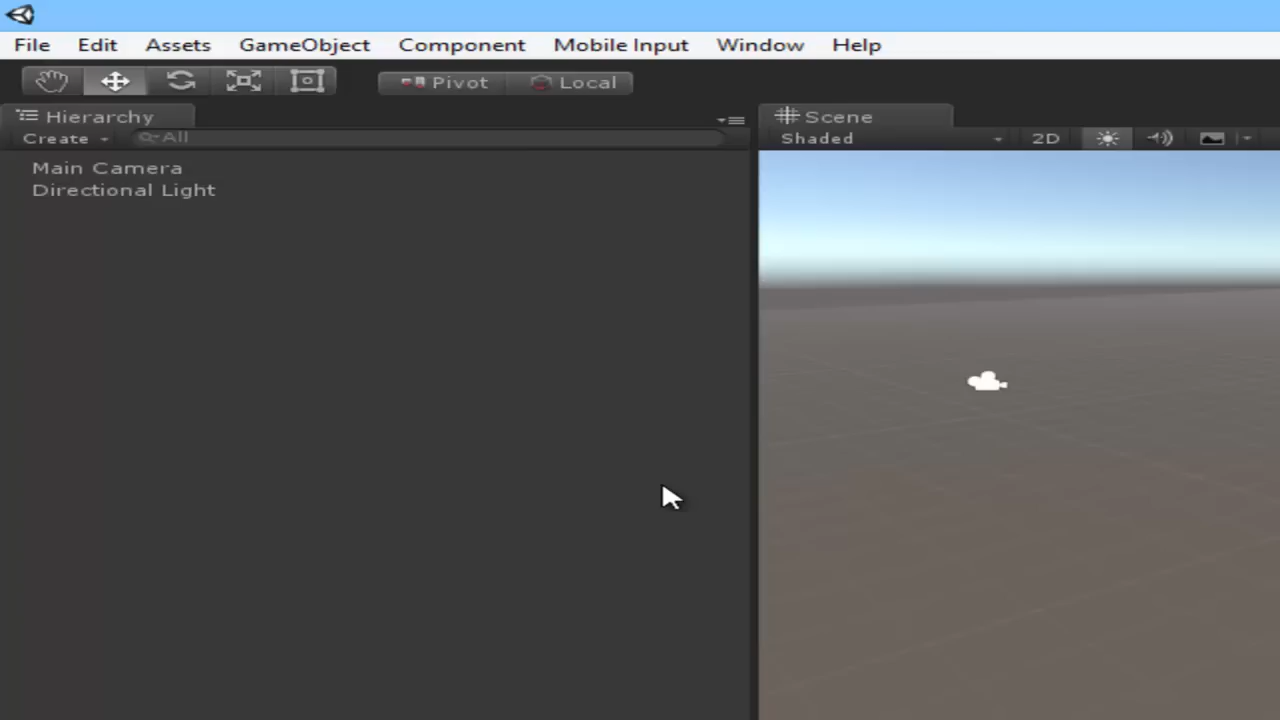 File Edit Assets GameObject Component Mobile Input Window Help
Pivot Local
Hierarchy Scene
Create All Shaded 2D
Main Camera
Directional Light